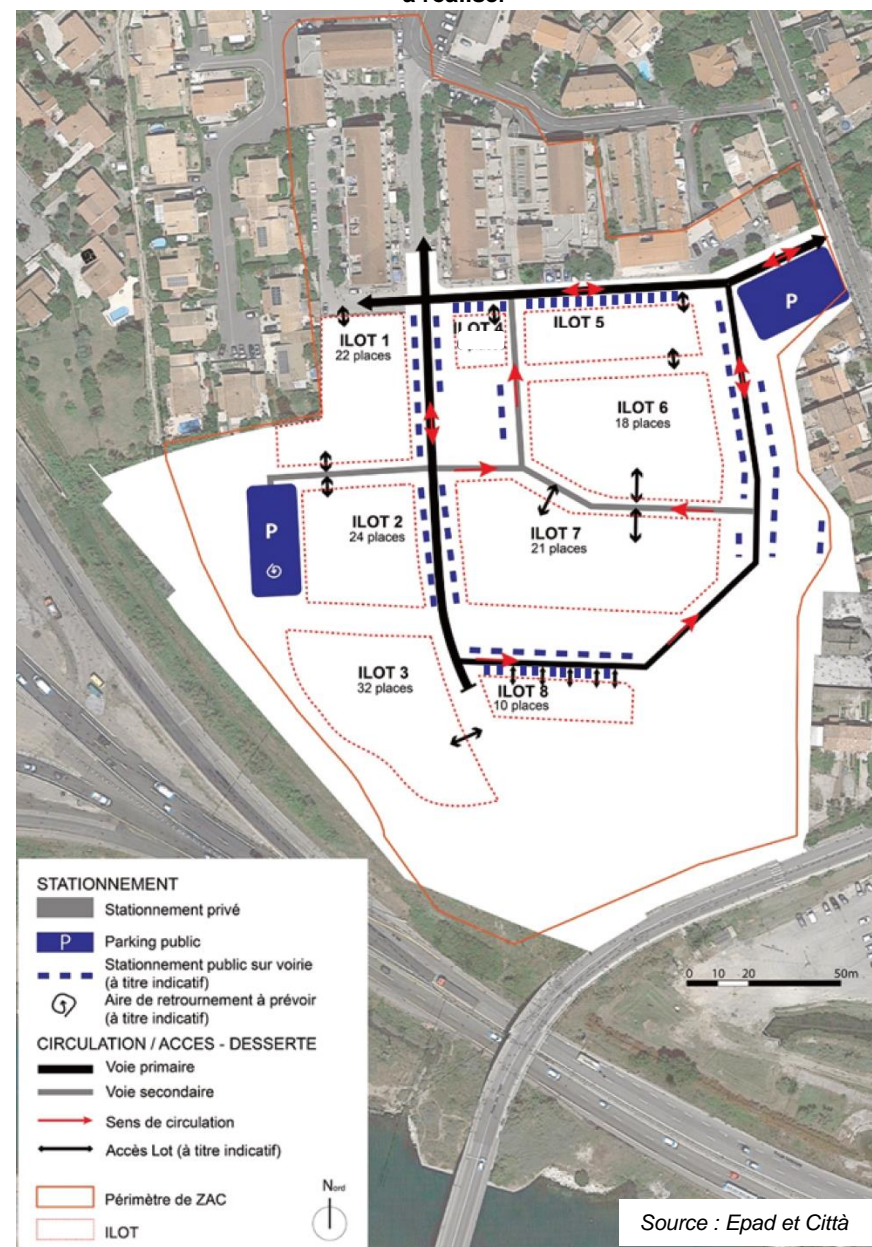 à réaliser
ILOT 1
22 places
ILOT 4
ILOT 5
P
ILOT 6
18 places
P
ILOT 2
24 places
ILOT 7
21 places
ILOT 3
32 places
ILOT 8
10 places
STATIONNEMENT
Stationnement privé
P
Parking public
Stationnement public sur voirie
(à titre indicatif)
Aire de retournement à prévoir
(à titre indicatif)
CIRCULATION / ACCES - DESSERTE
Voie primaire
Voie secondaire
Sens de circulation
Accès Lot (à titre indicatif)
Périmètre de ZAC
ILOT
Nord
0 10 20 50m
Source : Epad et Città